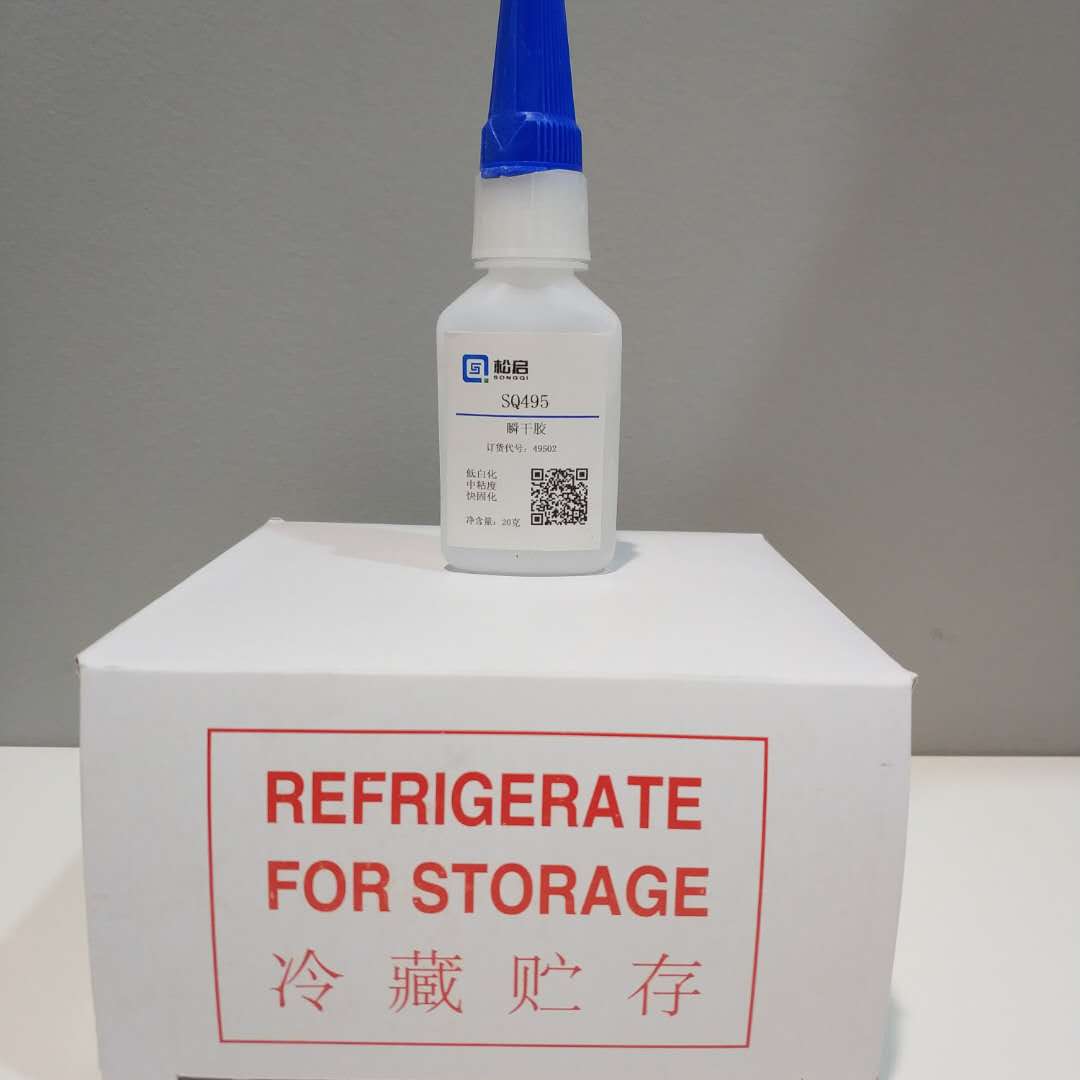 松启
SONGQI
SQ495
瞬干胶
订货代号：49502
低白化
中粘度
快固化
净含量：20克
REFRIGERATE
FOR STORAGE
冷藏贮存